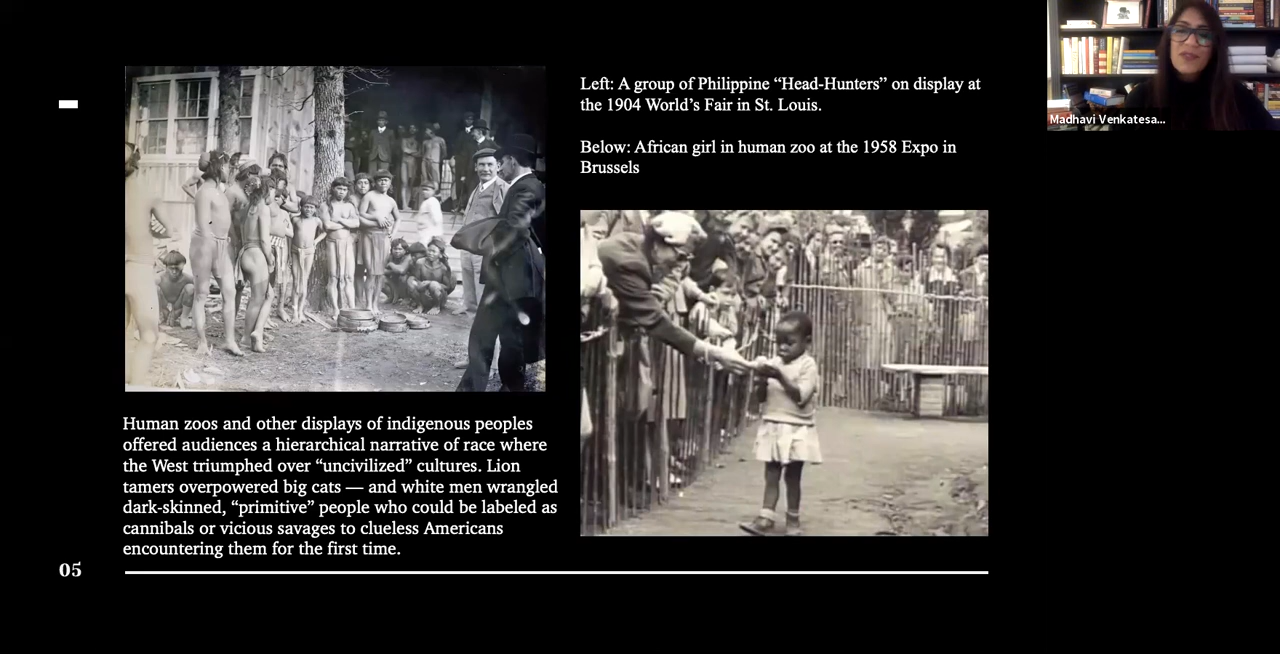 Left: A group of Philippine “Head-Hunters” on display at
the 1904 World’s Fair in St. Louis.
Below: African girl in human zoo at the 1958 Expo in
Brussels
Human zoos and other displays of indigenous peoples
offered audiences a hierarchical narrative of race where
the West triumphed over “uncivilized” cultures. Lion
tamers overpowered big cats — and white men wrangled
dark-skinned, “primitive” people who could be labeled as
cannibals or vicious savages to clueless Americans
encountering them for the first time.
05
Madhavi Venkatesa...